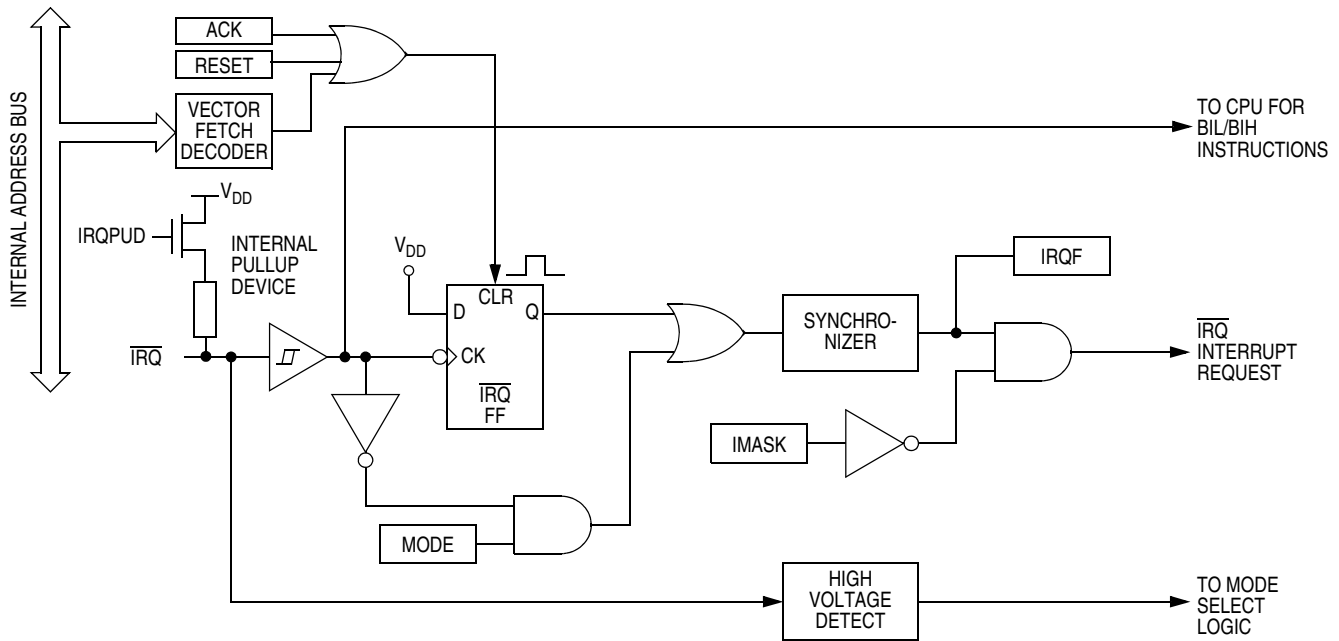 INTERNAL ADDRESS BUS
ACK
RESET
VECTOR
FETCH
DECODER
TO CPU FOR
BIL/BIH
INSTRUCTIONS
VDD
IRQPUD
INTERNAL
PULLUP
DEVICE
VDD
CLR
D
Q
CK
IRQ
FF
IRQ
SYNCHRO-
NIZER
IRQF
IRQ
INTERRUPT
REQUEST
IMASK
MODE
HIGH
VOLTAGE
DETECT
TO MODE
SELECT
LOGIC